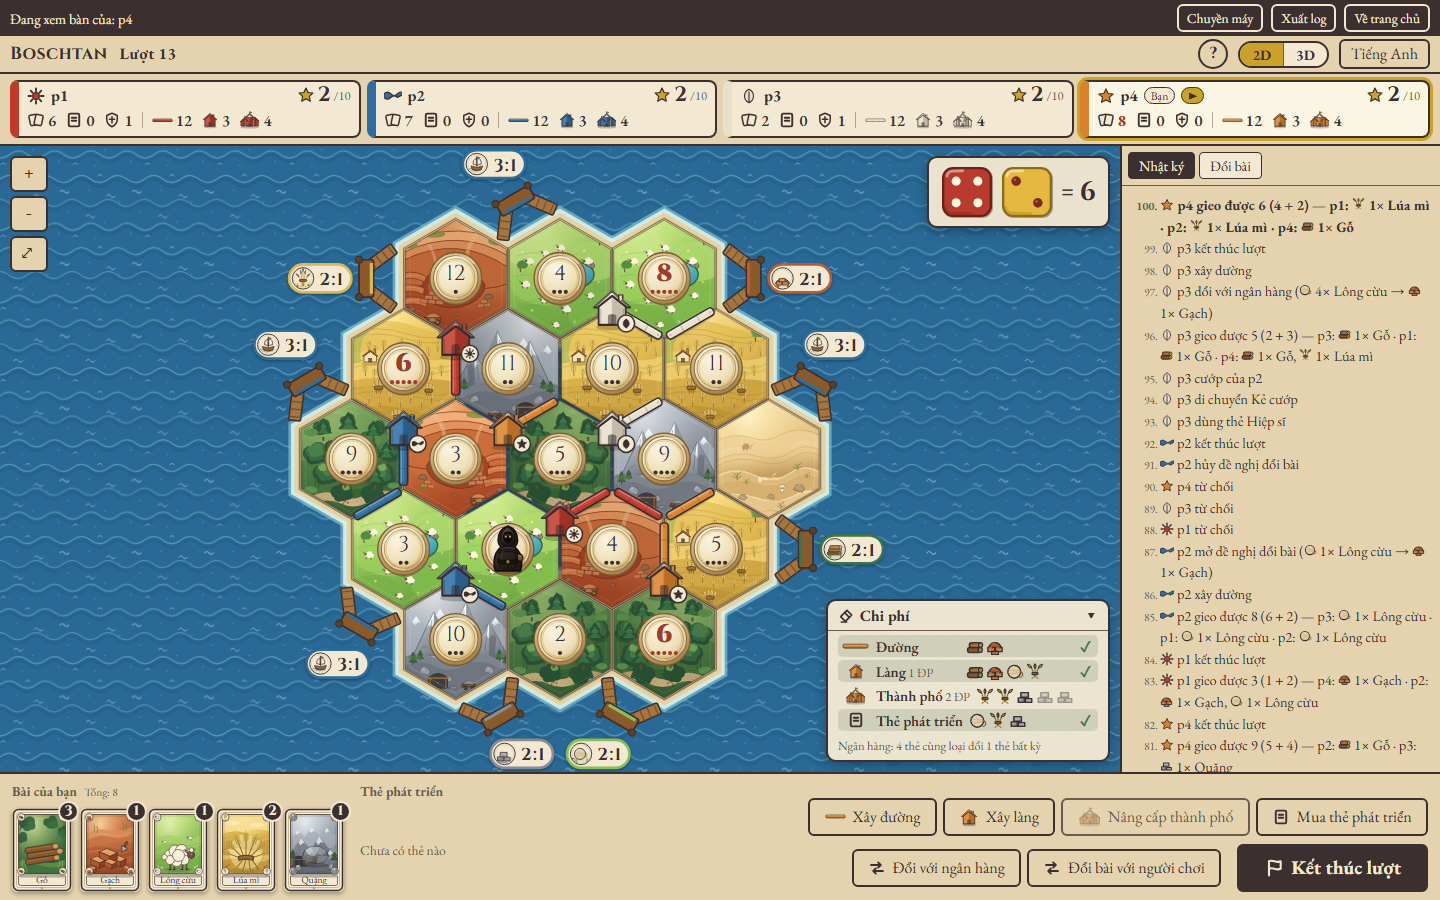 Đang xem bàn của: p4
Chuyền máy
Xuất log
Về trang chủ
BOSCHTAN Lượt 13
?
2D 3D
Tiếng Anh
p1 2 /10
6 0 1 12 3 4
p2 2 /10
7 0 0 12 3 4
p3 2 /10
2 0 1 12 3 4
p4 Bạn 2 /10
8 0 0 12 3 4
+
-
= 6
3:1
2:1
2:1
3:1
3:1
2:1
3:1
2:1
2:1
12 4 8
6 11 10 11
9 3 5 9
3 4 5
10 2 6
Chi phí
Đường
Làng 1 ĐP
Thành phố 2 ĐP
Thẻ phát triển
Ngân hàng: 4 thẻ cùng loại đổi 1 thẻ bất kỳ
Nhật ký
Đổi bài
100. p4 gieo được 6 (4 + 2) — p1: 1× Lúa mì
· p2: 1× Lúa mì · p4: 1× Gỗ
99. p3 kết thúc lượt
98. p3 xây đường
97. p3 đổi với ngân hàng (4× Lông cừu →
1× Gạch)
96. p3 gieo được 5 (2 + 3) — p3: 1× Gỗ · p1:
1× Gỗ · p4: 1× Gỗ, 1× Lúa mì
95. p3 cướp của p2
94. p3 di chuyển Kẻ cướp
93. p3 dùng thẻ Hiệp sĩ
92. p2 kết thúc lượt
91. p2 hủy đề nghị đổi bài
90. p4 từ chối
89. p3 từ chối
88. p1 từ chối
87. p2 mở đề nghị đổi bài (1× Lông cừu →
1× Gạch)
86. p2 xây đường
85. p2 gieo được 8 (6 + 2) — p3: 1× Lông cừu ·
p1: 1× Lông cừu · p2: 1× Lông cừu
84. p1 kết thúc lượt
83. p1 gieo được 3 (1 + 2) — p4: 1× Gạch · p2:
1× Gạch, 1× Lông cừu
82. p4 kết thúc lượt
81. p4 gieo được 9 (5 + 4) — p2: 1× Gỗ · p3:
1× Quặng
Bài của bạn Tổng: 8
3 1 1 2 1
Gỗ Gạch Lông cừu Lúa mì Quặng
Thẻ phát triển
Chưa có thẻ nào
Xây đường
Xây làng
Nâng cấp thành phố
Mua thẻ phát triển
Đổi với ngân hàng
Đổi bài với người chơi
Kết thúc lượt